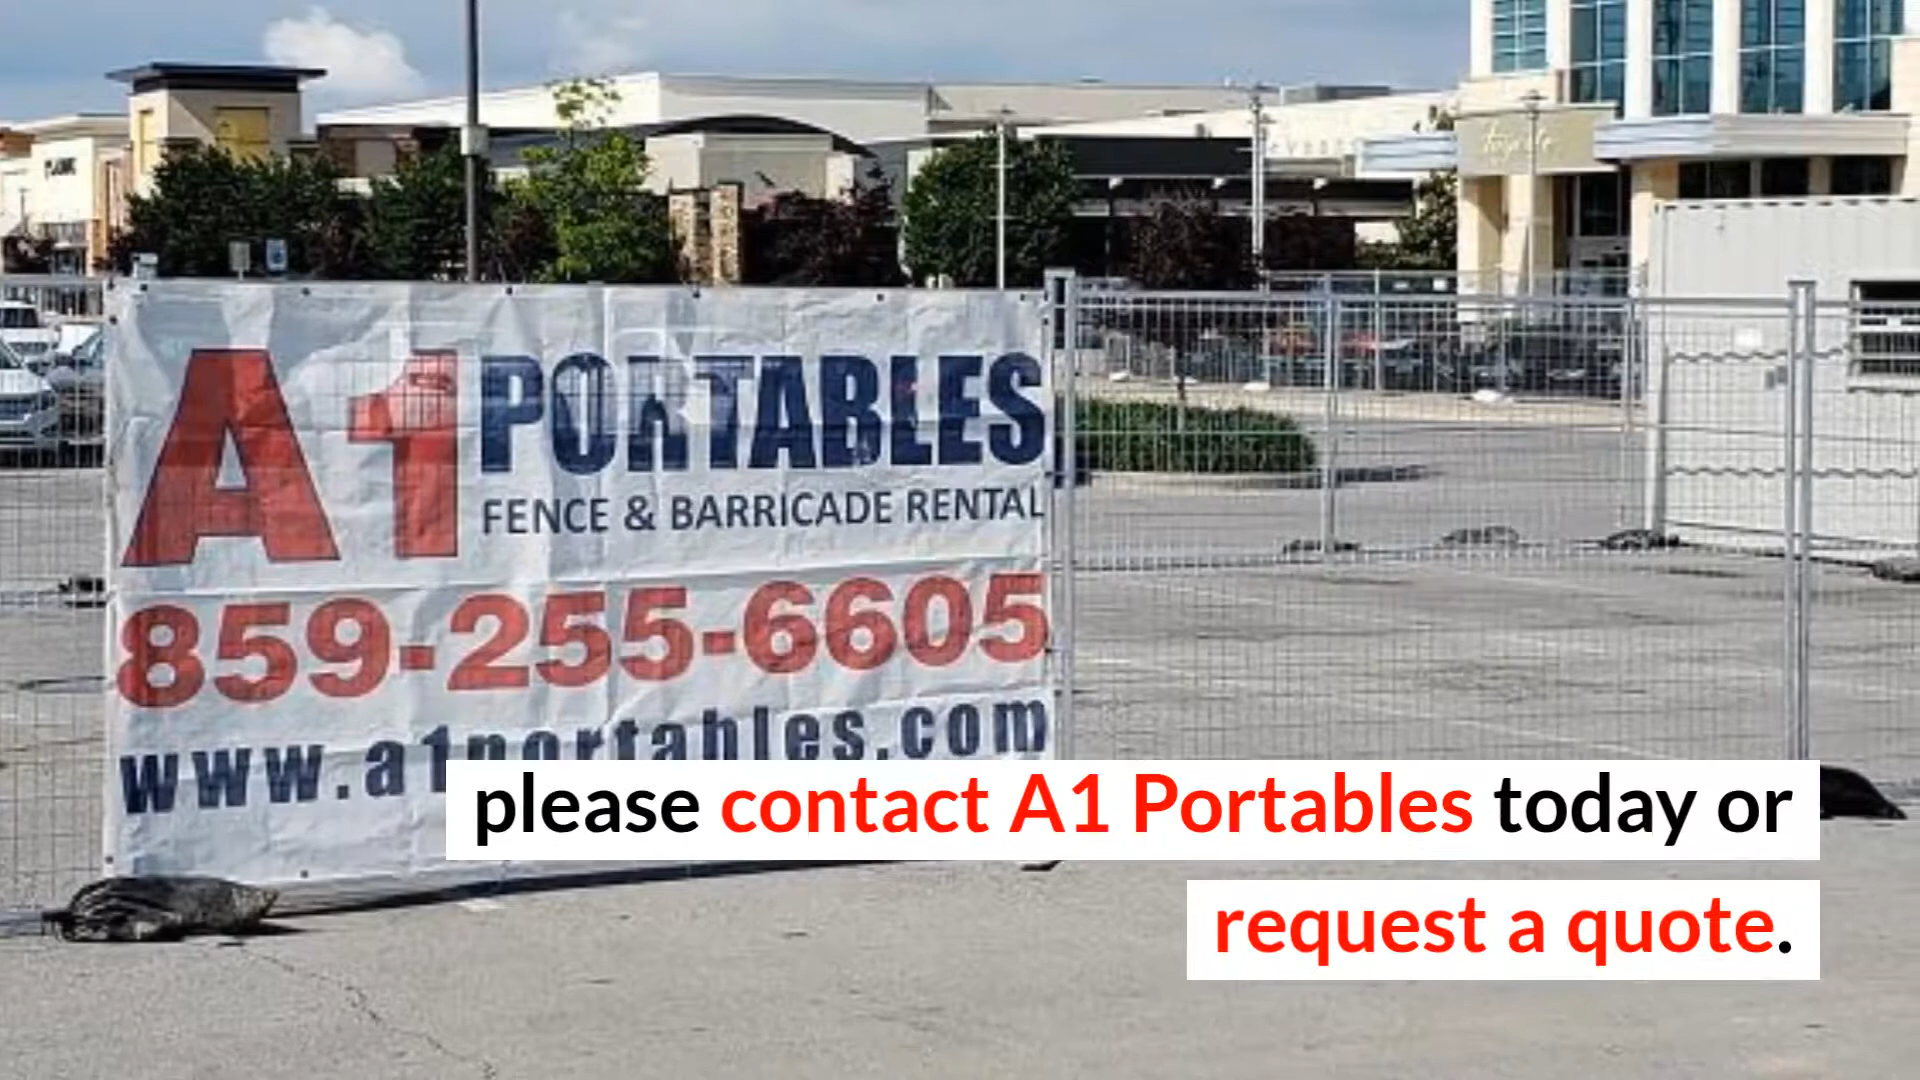 A1 PORTABLES
FENCE & BARRICADE RENTAL
859-255-6605
www.a1portables.com
please contact A1 Portables today or
request a quote.